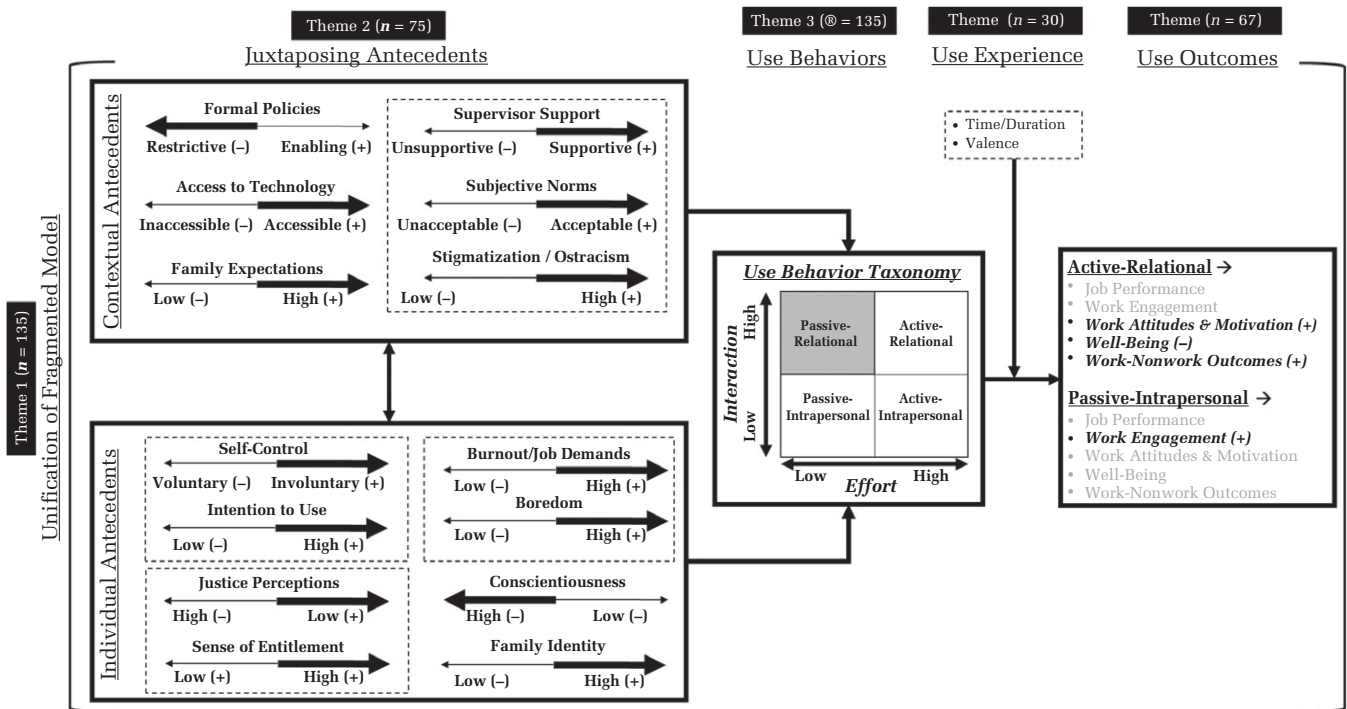 Theme 2 (n = 75)
Juxtaposing Antecedents
Theme 3 (® = 135)
Use Behaviors
Theme (n = 30)
Use Experience
Theme (n = 67)
Use Outcomes
Theme 1 (n = 135)
Unification of Fragmented Model
Contextual Antecedents
Formal Policies
Restrictive (–) Enabling (+)
Access to Technology
Inaccessible (–) Accessible (+)
Family Expectations
Low (–) High (+)
Supervisor Support
Unsupportive (–) Supportive (+)
Subjective Norms
Unacceptable (–) Acceptable (+)
Stigmatization / Ostracism
Low (–) High (+)
Individual Antecedents
Self-Control
Voluntary (–) Involuntary (+)
Intention to Use
Low (–) High (+)
Justice Perceptions
High (–) Low (+)
Sense of Entitlement
Low (+) High (+)
Burnout/Job Demands
Low (–) High (+)
Boredom
Low (–) High (+)
Conscientiousness
High (–) Low (–)
Family Identity
Low (–) High (+)
Use Behavior Taxonomy
Interaction
High
Low
Passive-
Relational
Active-
Relational
Passive-
Intrapersonal
Active-
Intrapersonal
Low High
Effort
• Time/Duration
• Valence
Active-Relational →
• Job Performance
• Work Engagement
• Work Attitudes & Motivation (+)
• Well-Being (–)
• Work-Nonwork Outcomes (+)
Passive-Intrapersonal →
• Job Performance
• Work Engagement (+)
• Work Attitudes & Motivation
• Well-Being
• Work-Nonwork Outcomes